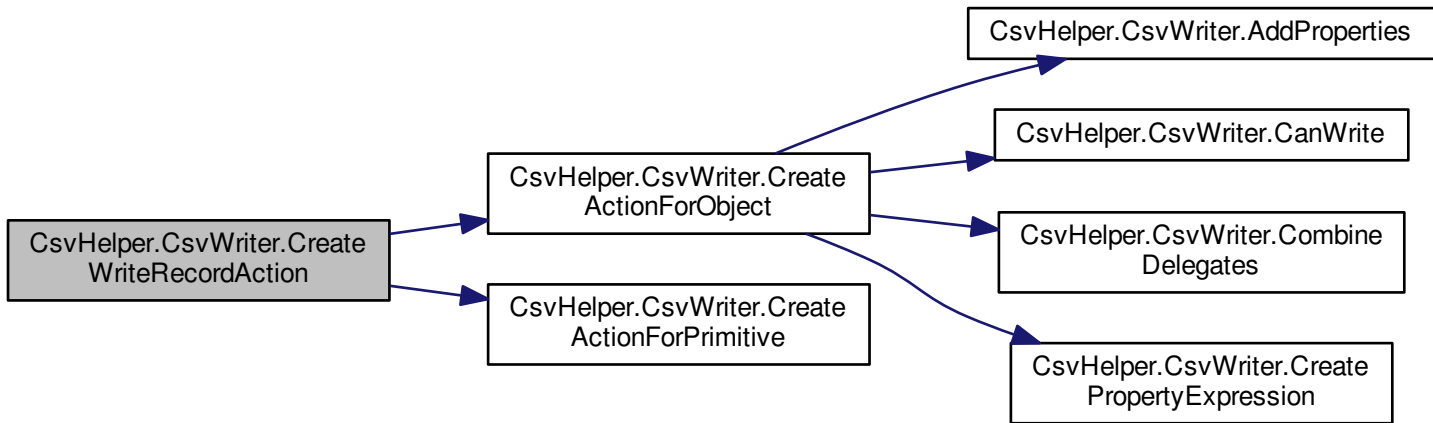 CsvHelper.CsvWriter.Create
WriteRecordAction
CsvHelper.CsvWriter.Create
ActionForObject
CsvHelper.CsvWriter.Create
ActionForPrimitive
CsvHelper.CsvWriter.AddProperties
CsvHelper.CsvWriter.CanWrite
CsvHelper.CsvWriter.Combine
Delegates
CsvHelper.CsvWriter.Create
PropertyExpression